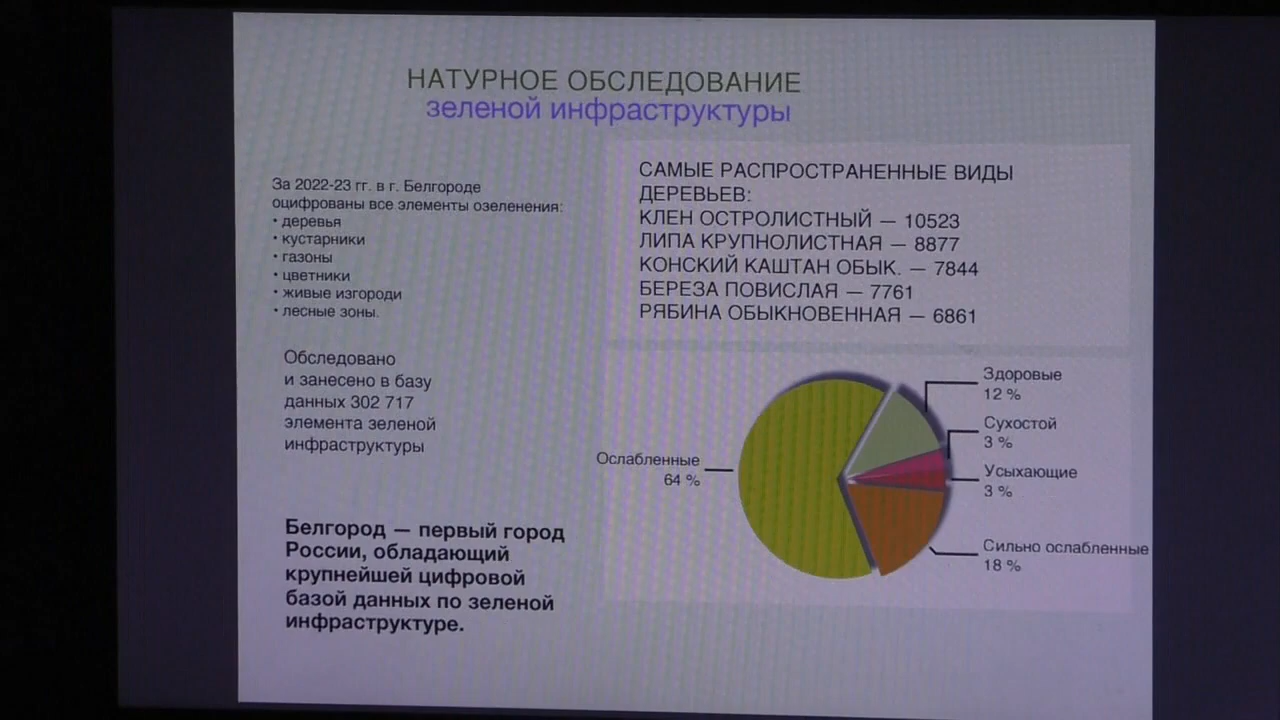 НАТУРНОЕ ОБСЛЕДОВАНИЕ
зеленой инфраструктуры
За 2022-23 гг. в г. Белгороде
оцифрованы все элементы озеленения:
• деревья
• кустарники
• газоны
• цветники
• живые изгороди
• лесные зоны.
Обследовано
и занесено в базу
данных 302 717
элемента зеленой
инфраструктуры
Белгород — первый город
России, обладающий
крупнейшей цифровой
базой данных по зеленой
инфраструктуре.
САМЫЕ РАСПРОСТРАНЕННЫЕ ВИДЫ
ДЕРЕВЬЕВ:
КЛЕН ОСТРОЛИСТНЫЙ — 10523
ЛИПА КРУПНОЛИСТНАЯ — 8877
КОНСКИЙ КАШТАН ОБЫК. — 7844
БЕРЕЗА ПОВИСЛАЯ — 7761
РЯБИНА ОБЫКНОВЕННАЯ — 6861
Ослабленные
64 %
Здоровые
12 %
Сухостой
3 %
Усыхающие
3 %
Сильно ослабленные
18 %